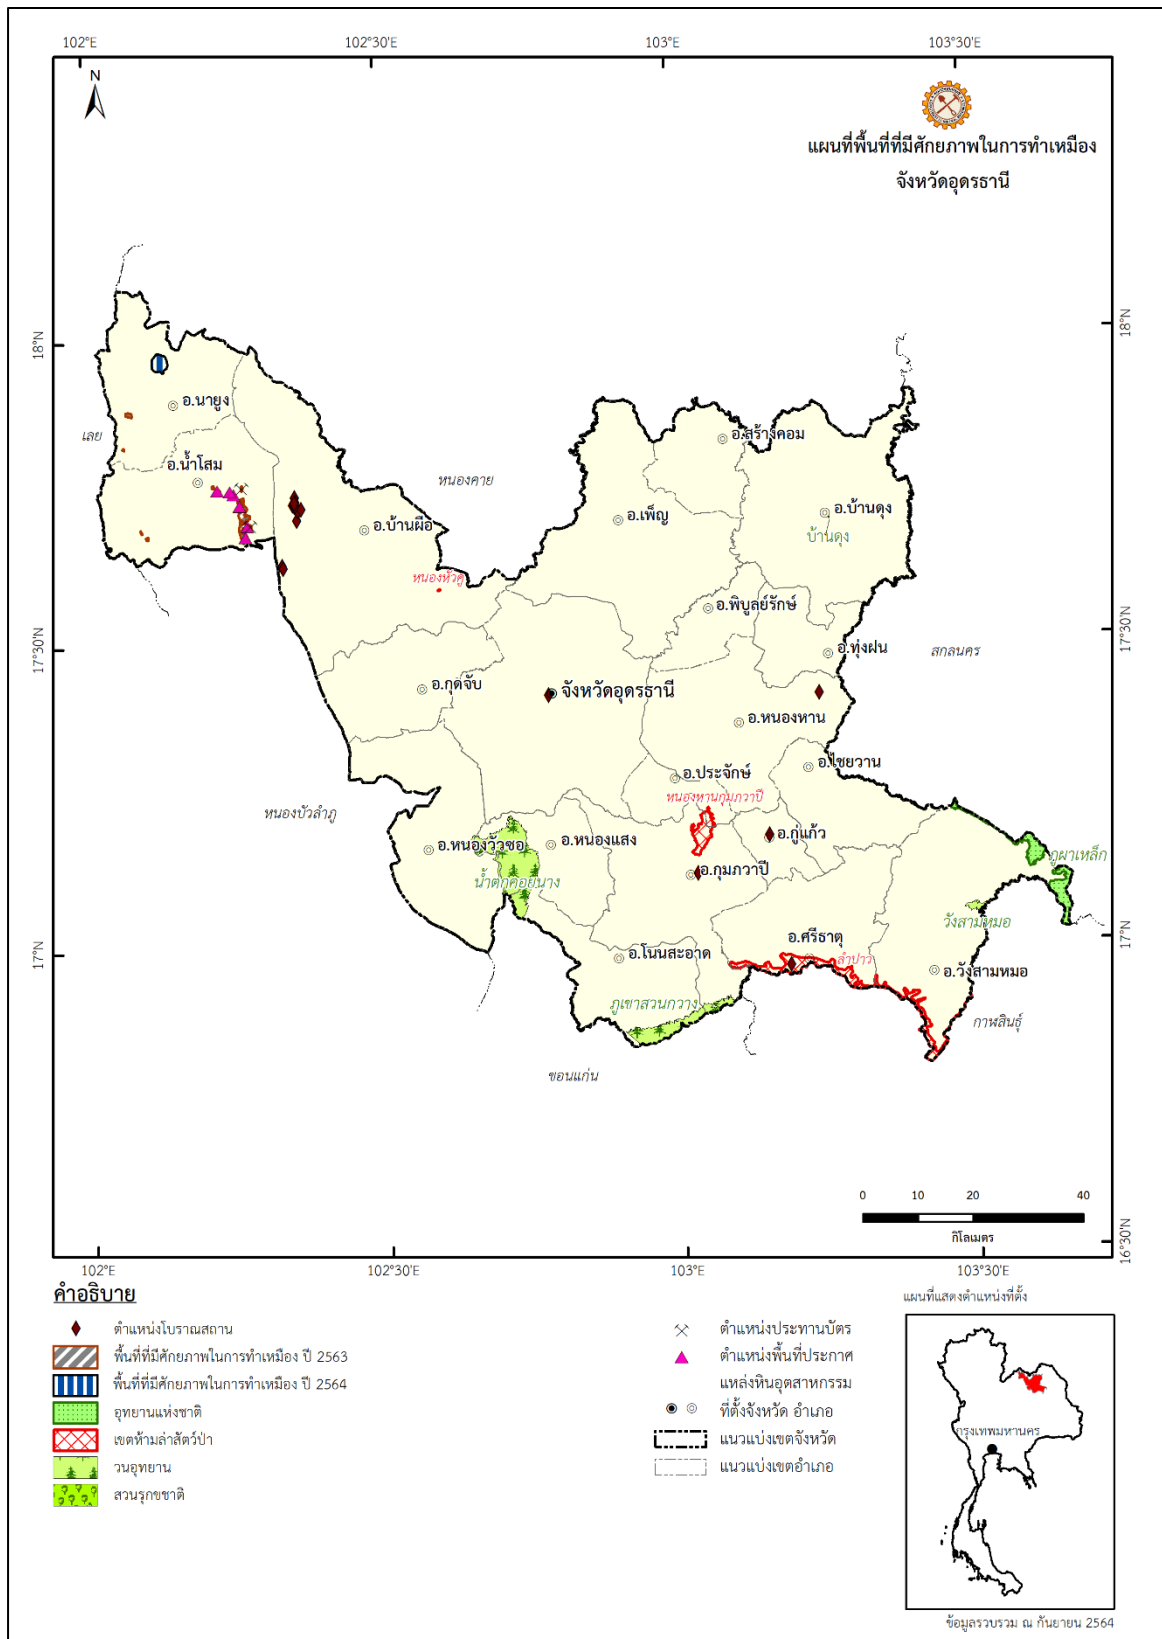 102°E 102°30'E 103°E 103°30'E
N
แผนที่พื้นที่ที่มีศักยภาพในการทำเหมือง
จังหวัดอุดรธานี
18°N
18°N
อ.นายูง
เลย
อ.สร้างคอม
อ.น้ำโสม
หนองคาย
อ.เพ็ญ
อ.บ้านดุง
อ.บ้านผือ
บ้านดุง
หนองหัวคู
อ.พิบูลย์รักษ์
17°30'N
17°30'N
อ.ทุ่งฝน
สกลนคร
อ.กุดจับ
จังหวัดอุดรธานี
อ.หนองหาน
อ.ไชยวาน
อ.ประจักษ์
หนองหานกุมภวาปี
หนองบัวลำภู
อ.หนองวัวซอ
อ.หนองแสง
อ.กู่แก้ว
ภูผาเหล็ก
อ.กุมภวาปี
น้ำตกคอยนาง
วังสามหมอ
17°N
17°N
อ.ศรีธาตุ
อ.โนนสะอาด
ลำปาว
อ.วังสามหมอ
ภูเขาสวนกวาง
กาฬสินธุ์
ขอนแก่น
0 10 20 40
กิโลเมตร
16°30'N
102°E 102°30'E 103°E 103°30'E
คำอธิบาย
ตำแหน่งโบราณสถาน
พื้นที่ที่มีศักยภาพในการทำเหมือง ปี 2563
พื้นที่ที่มีศักยภาพในการทำเหมือง ปี 2564
อุทยานแห่งชาติ
เขตห้ามล่าสัตว์ป่า
วนอุทยาน
สวนรุกขชาติ
ตำแหน่งประทานบัตร
ตำแหน่งพื้นที่ประกาศ
แหล่งหินอุตสาหกรรม
ที่ตั้งจังหวัด อำเภอ
แนวแบ่งเขตจังหวัด
แนวแบ่งเขตอำเภอ
แผนที่แสดงตำแหน่งที่ตั้ง
กรุงเทพมหานคร
ข้อมูลรวบรวม ณ กันยายน 2564